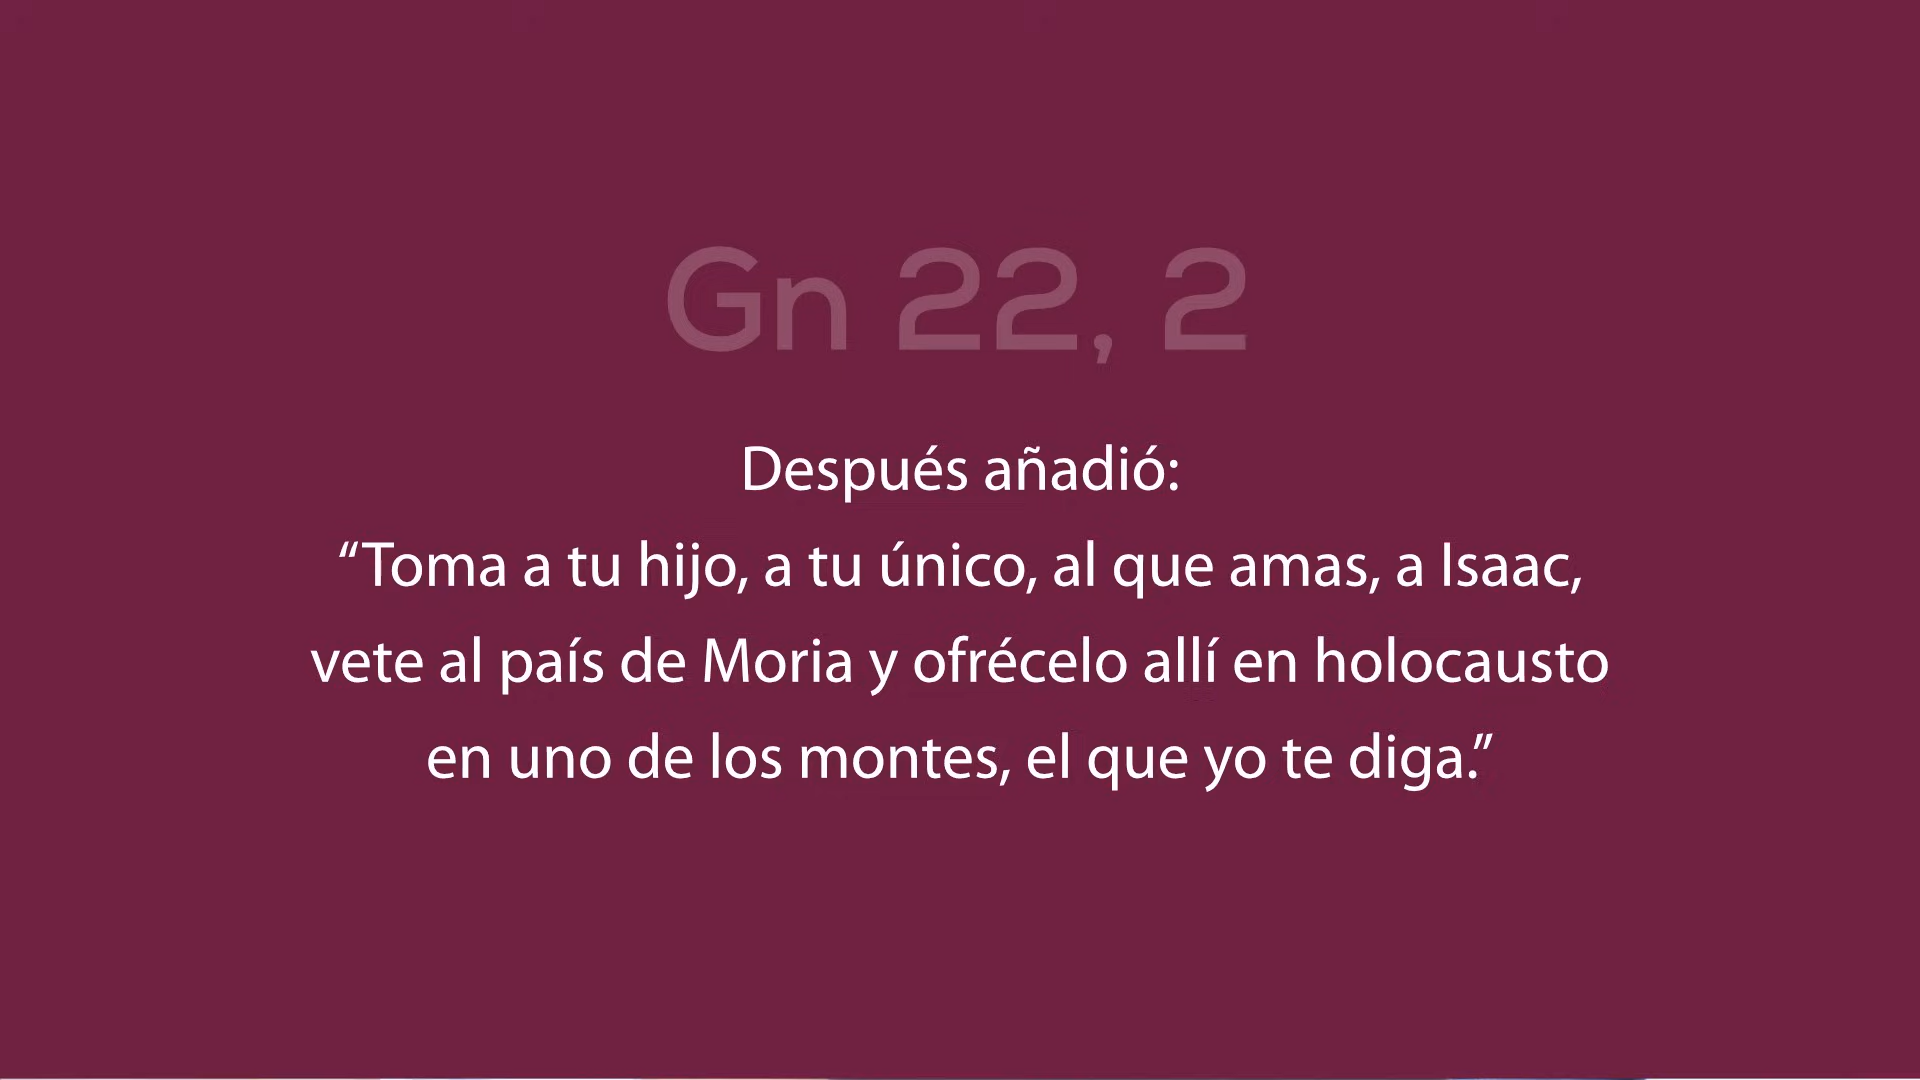 Gn 22, 2
Después añadió:
“Toma a tu hijo, a tu único, al que amas, a Isaac,
vete al país de Moria y ofrécelo allí en holocausto
en uno de los montes, el que yo te diga.”